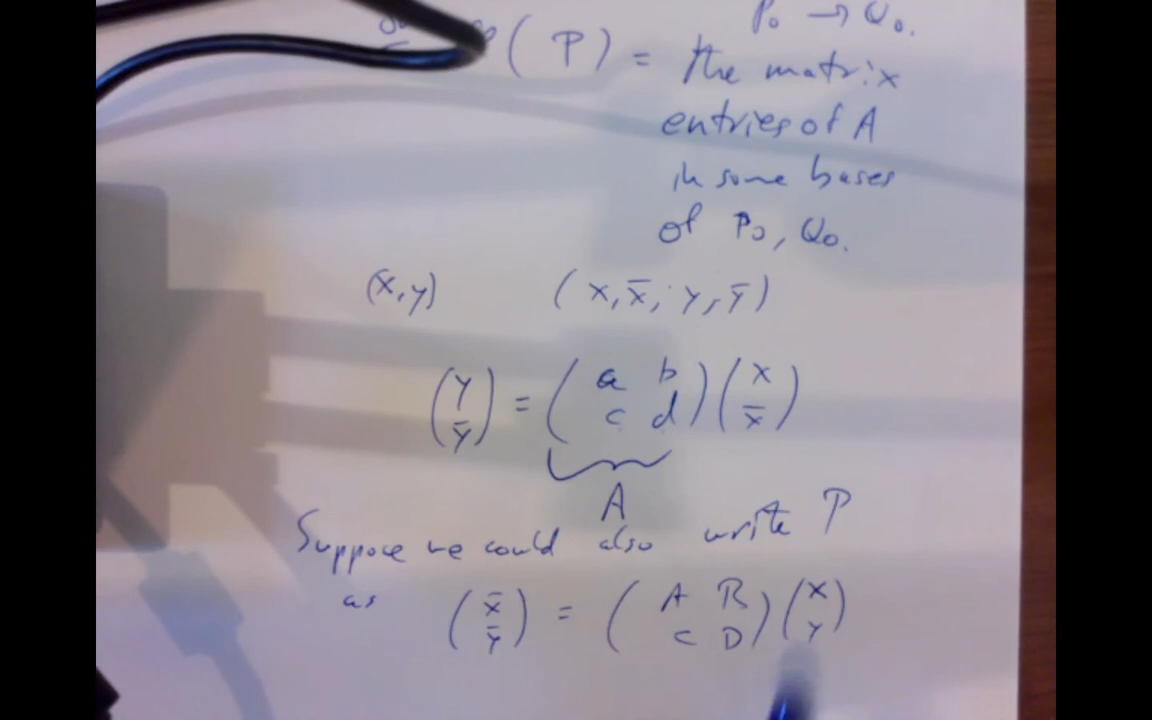 P₀ → Q₀.
( P ) = the matrix
entries of A
in some bases
of P₀, Q₀.
(x, y) (x, x̄, y, ȳ)
(y ȳ) = (a b c d)(x x̄)
A
Suppose we could also write P
as (x̄ ȳ) = (A B C D)(x y)